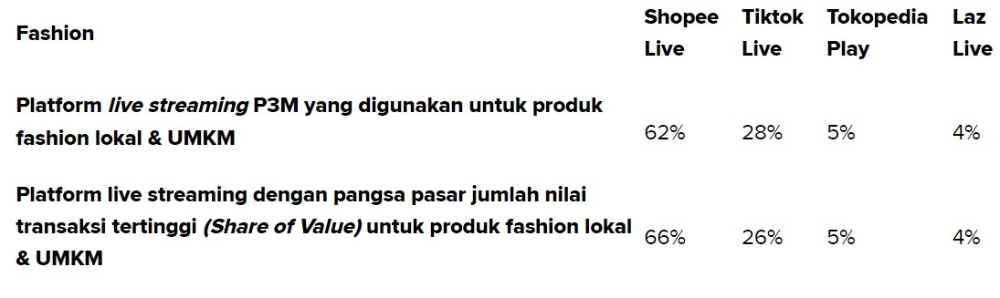 Fashion
Shopee Live
Tiktok Live
Tokopedia Play
Laz Live
Platform live streaming P3M yang digunakan untuk produk
fashion lokal & UMKM
62% 28% 5% 4%
Platform live streaming dengan pangsa pasar jumlah nilai
transaksi tertinggi (Share of Value) untuk produk fashion lokal
& UMKM
66% 26% 5% 4%